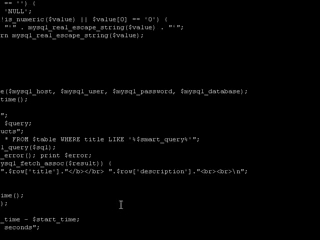 == '') {
'NULL';
!is_numeric($value) || $value[0] == '0') {
"'" . mysql_real_escape_string($value) . "'";
rn mysql_real_escape_string($value);
e($mysql_host, $mysql_user, $mysql_password, $mysql_database);
time();
";
$query;
ucts";
* FROM $table WHERE title LIKE '%$smart_query%'";
l_query($sql);
_error(); print $error;
ysql_fetch_assoc($result)) {
".$row['title']."</b></br> ".$row['description']."<br><br>\n";
ime();
);
_time - $start_time;
seconds";